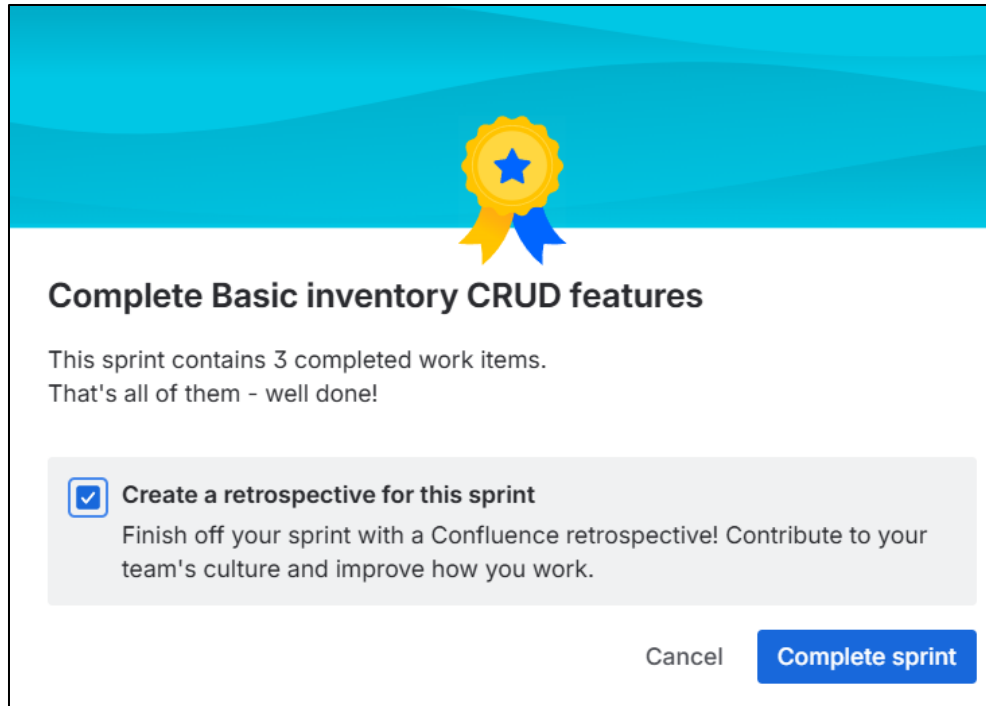 Complete Basic inventory CRUD features
This sprint contains 3 completed work items.
That's all of them - well done!
Create a retrospective for this sprint
Finish off your sprint with a Confluence retrospective! Contribute to your
team's culture and improve how you work.
Cancel
Complete sprint